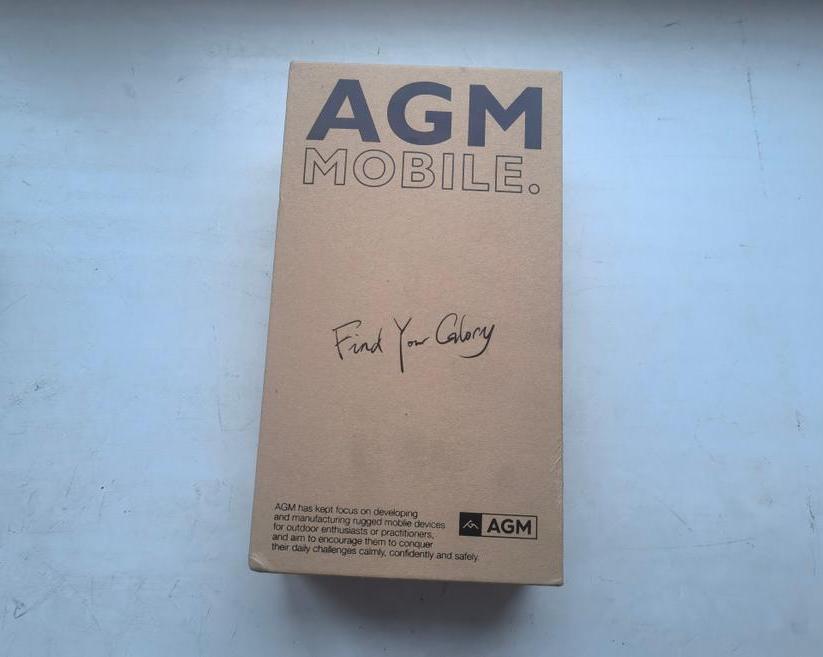 AGM
MOBILE.
Find Your Glory
AGM has kept focus on developing
and manufacturing rugged moblie devices
for outdoor enthusiasts or practitioners,
and aim to encourage them to conquer
their daily challenges calmly, confidently and safely.
AGM